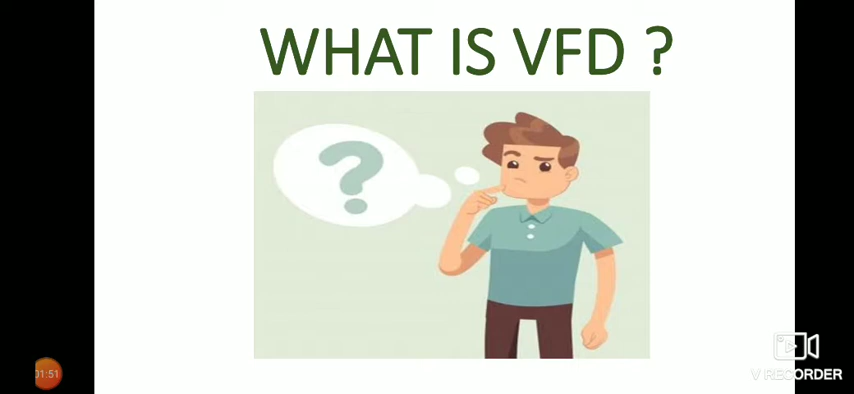 WHAT IS VFD ?
?
01:51
V RECORDER